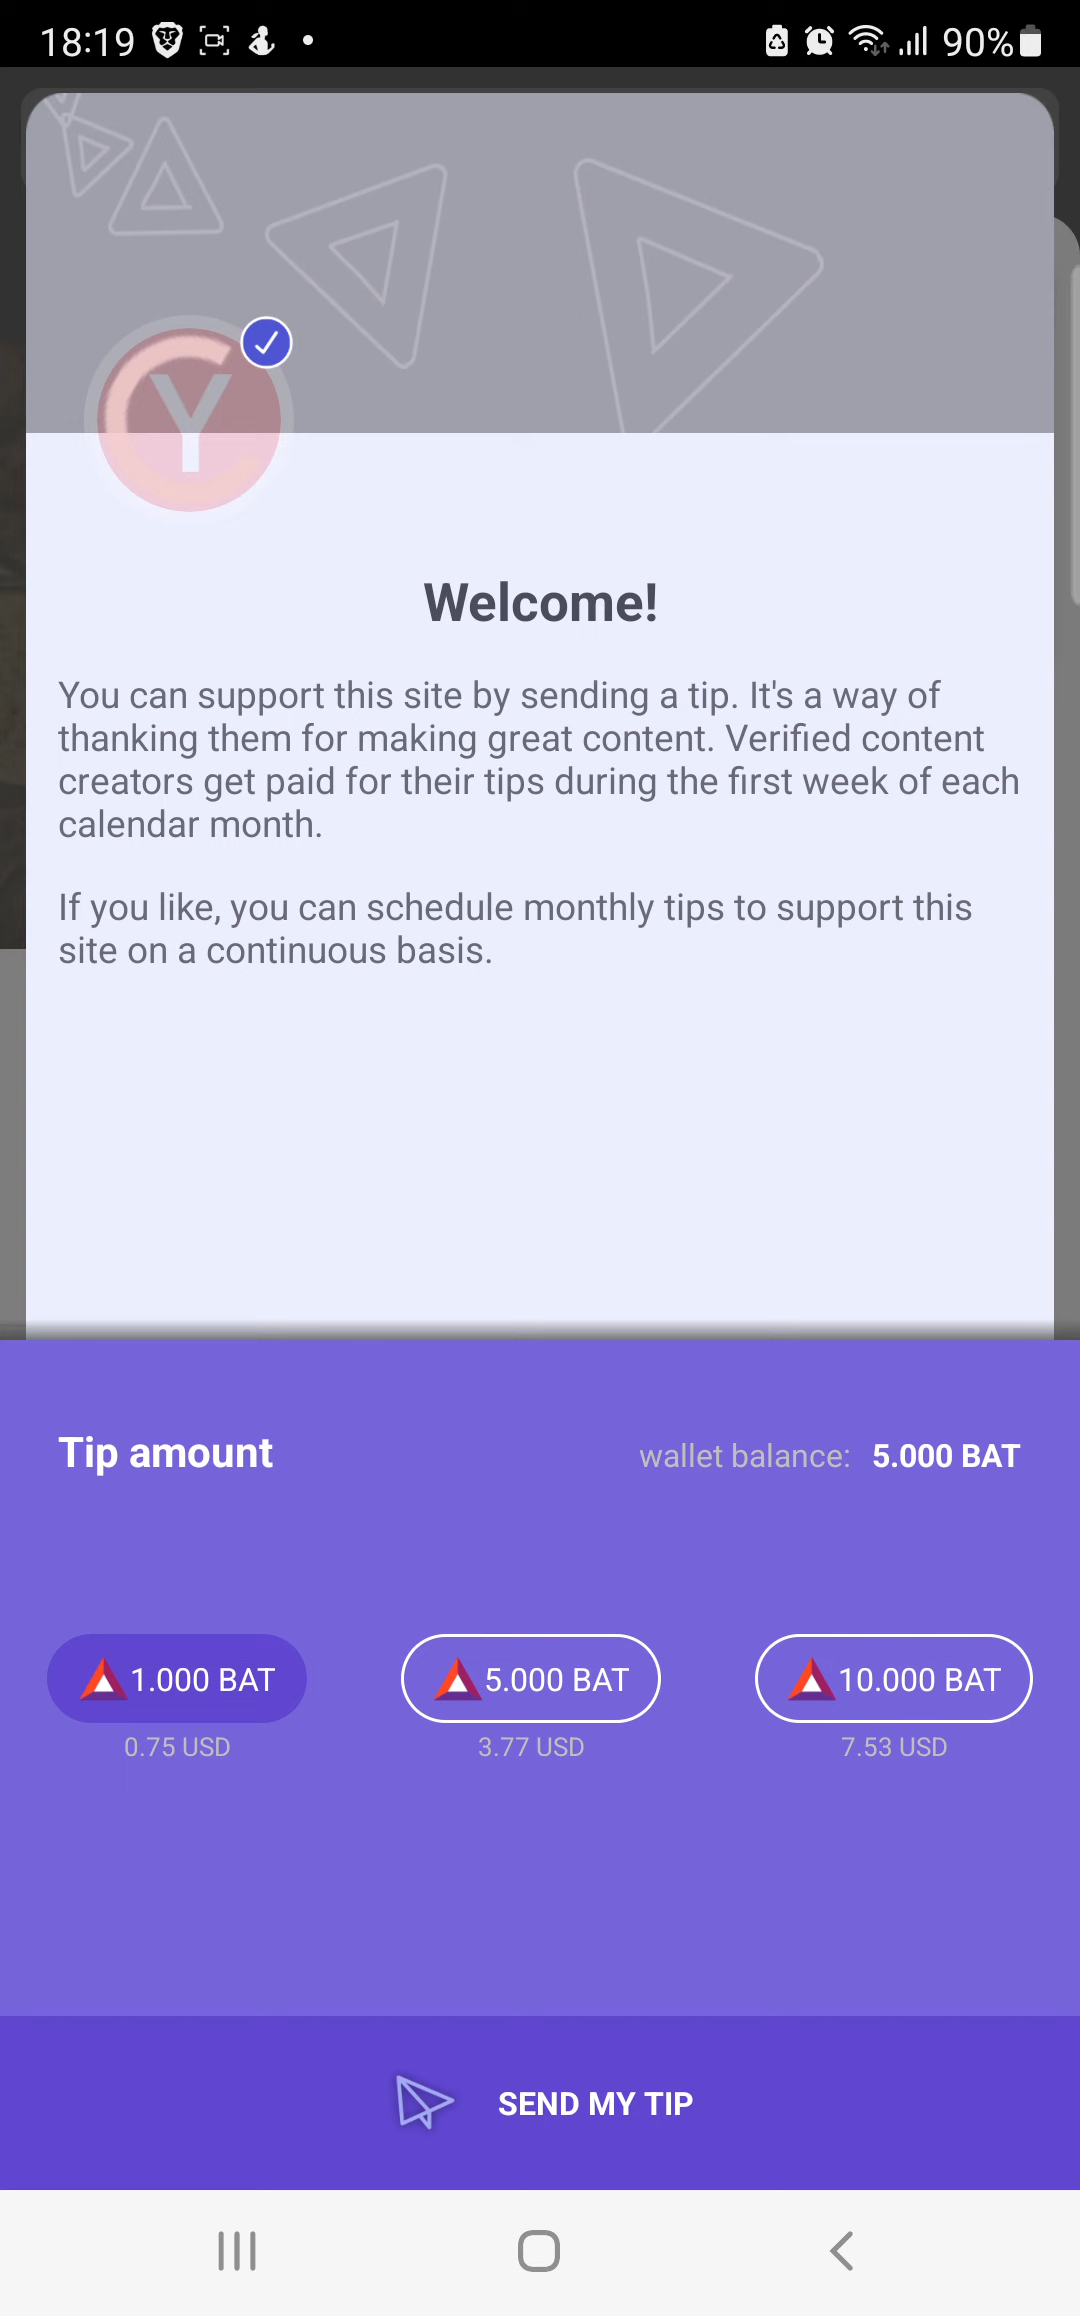 18:19 90%
Y
Welcome!
You can support this site by sending a tip. It's a way of
thanking them for making great content. Verified content
creators get paid for their tips during the first week of each
calendar month.
If you like, you can schedule monthly tips to support this
site on a continuous basis.
Tip amount wallet balance: 5.000 BAT
1.000 BAT 5.000 BAT 10.000 BAT
0.75 USD 3.77 USD 7.53 USD
SEND MY TIP